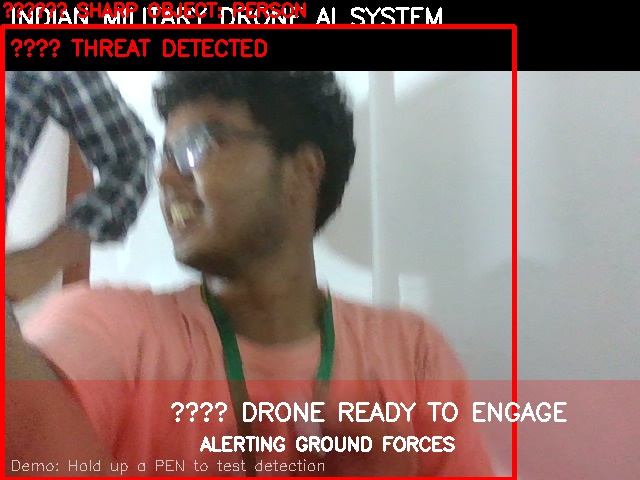 ?????? SHARP OBJECT: PERSON
INDIAN MILITARY DRONE AI SYSTEM
???? THREAT DETECTED
???? DRONE READY TO ENGAGE
ALERTING GROUND FORCES
Demo: Hold up a PEN to test detection